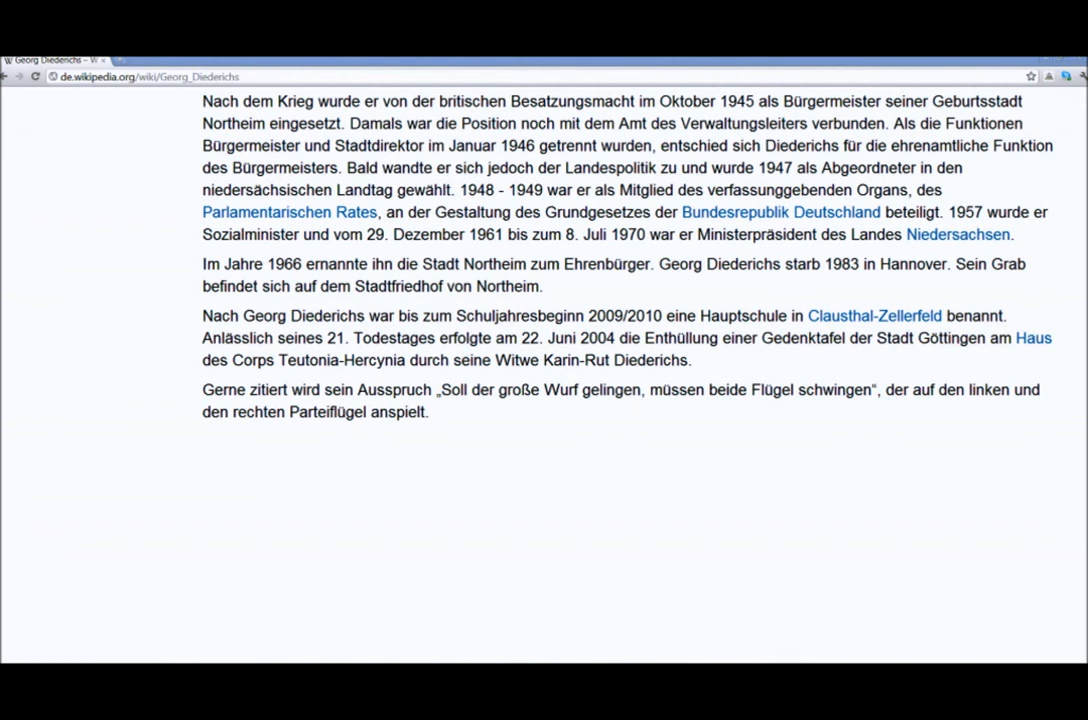 Georg Diederichs – W
de.wikipedia.org/wiki/Georg_Diederichs
Nach dem Krieg wurde er von der britischen Besatzungsmacht im Oktober 1945 als Bürgermeister seiner Geburtsstadt
Northeim eingesetzt. Damals war die Position noch mit dem Amt des Verwaltungsleiters verbunden. Als die Funktionen
Bürgermeister und Stadtdirektor im Januar 1946 getrennt wurden, entschied sich Diederichs für die ehrenamtliche Funktion
des Bürgermeisters. Bald wandte er sich jedoch der Landespolitik zu und wurde 1947 als Abgeordneter in den
niedersächsischen Landtag gewählt. 1948 - 1949 war er als Mitglied des verfassunggebenden Organs, des
Parlamentarischen Rates, an der Gestaltung des Grundgesetzes der Bundesrepublik Deutschland beteiligt. 1957 wurde er
Sozialminister und vom 29. Dezember 1961 bis zum 8. Juli 1970 war er Ministerpräsident des Landes Niedersachsen.
Im Jahre 1966 ernannte ihn die Stadt Northeim zum Ehrenbürger. Georg Diederichs starb 1983 in Hannover. Sein Grab
befindet sich auf dem Stadtfriedhof von Northeim.
Nach Georg Diederichs war bis zum Schuljahresbeginn 2009/2010 eine Hauptschule in Clausthal-Zellerfeld benannt.
Anlässlich seines 21. Todestages erfolgte am 22. Juni 2004 die Enthüllung einer Gedenktafel der Stadt Göttingen am Haus
des Corps Teutonia-Hercynia durch seine Witwe Karin-Rut Diederichs.
Gerne zitiert wird sein Ausspruch „Soll der große Wurf gelingen, müssen beide Flügel schwingen“, der auf den linken und
den rechten Parteiflügel anspielt.